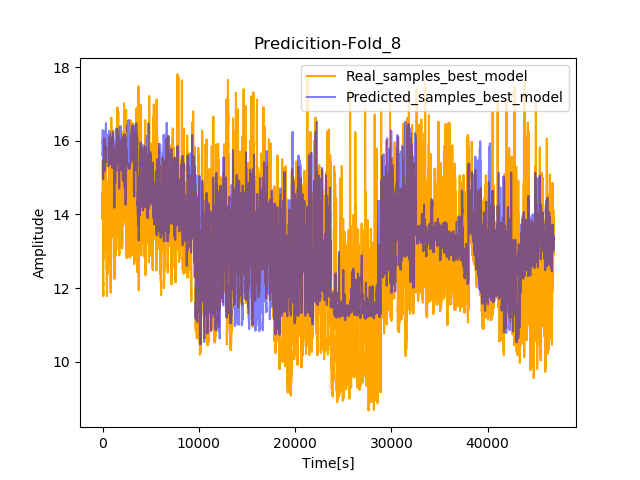 Predicition-Fold_8
Real_samples_best_model
Predicted_samples_best_model
18
16
14
12
10
Amplitude
0
10000
20000
30000
40000
Time[s]